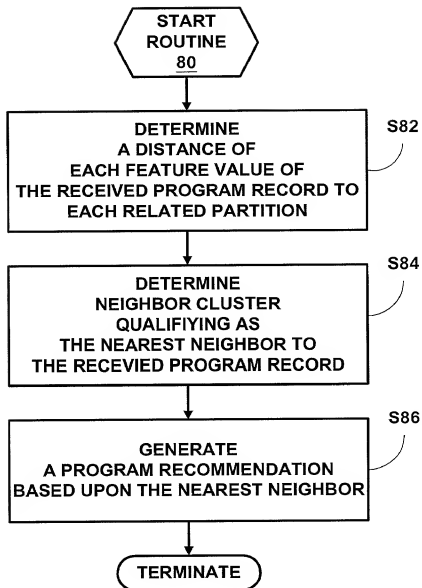 START
ROUTINE
80
S82
DETERMINE
A DISTANCE OF
EACH FEATURE VALUE OF
THE RECEIVED PROGRAM RECORD TO
EACH RELATED PARTITION
S84
DETERMINE
NEIGHBOR CLUSTER
QUALIFIYING AS
THE NEAREST NEIGHBOR TO
THE RECEVIED PROGRAM RECORD
S86
GENERATE
A PROGRAM RECOMMENDATION
BASED UPON THE NEAREST NEIGHBOR
TERMINATE